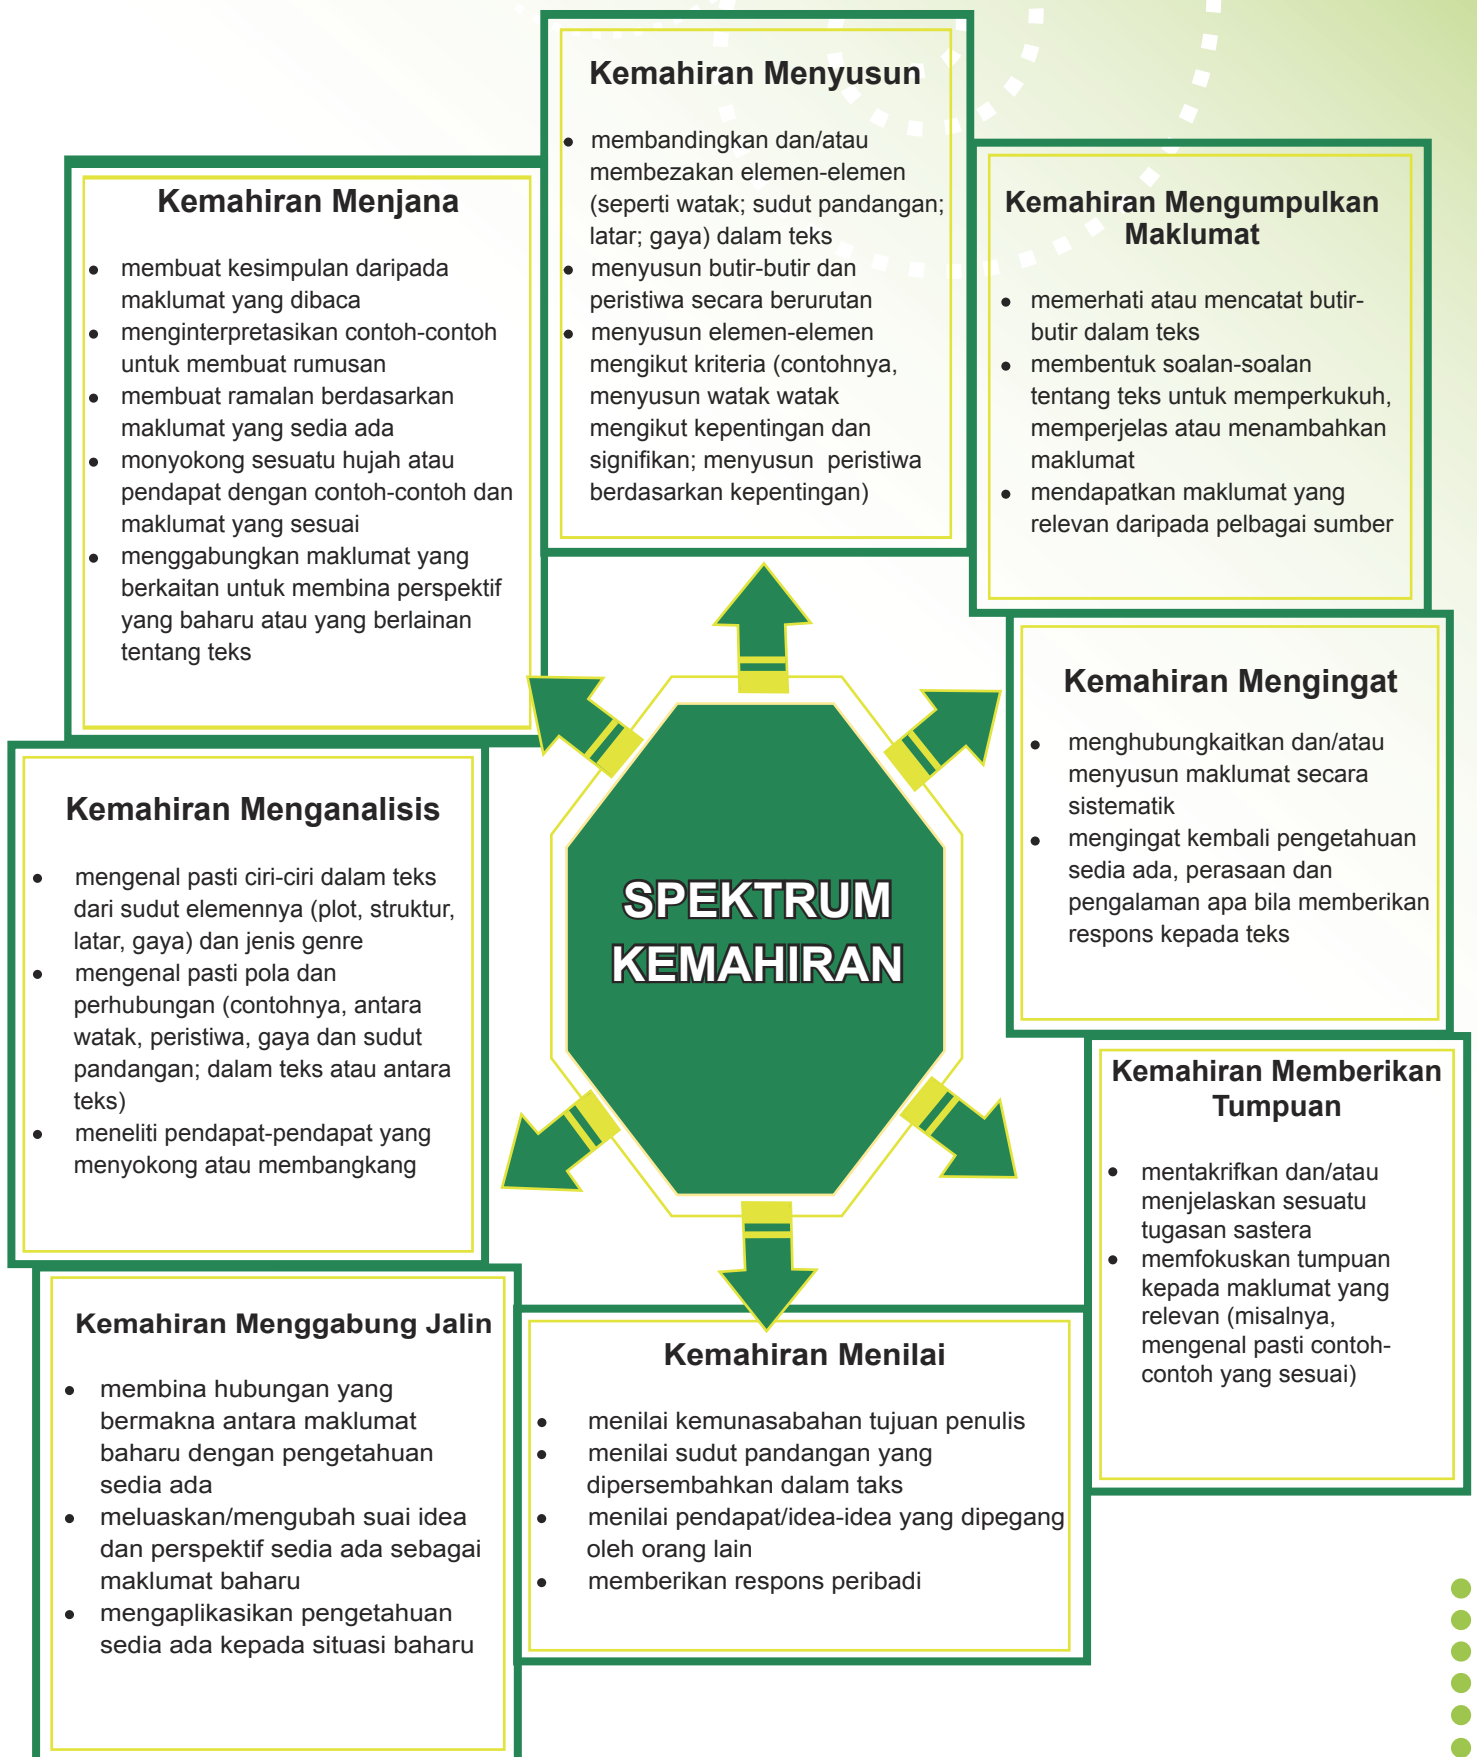 Kemahiran Menyusun
• membandingkan dan/atau
membezakan elemen-elemen
(seperti watak; sudut pandangan;
latar; gaya) dalam teks
• menyusun butir-butir dan
peristiwa secara berurutan
• menyusun elemen-elemen
mengikut kriteria (contohnya,
menyusun watak watak
mengikut kepentingan dan
signifikan; menyusun peristiwa
berdasarkan kepentingan)
Kemahiran Menjana
• membuat kesimpulan daripada
maklumat yang dibaca
• menginterpretasikan contoh-contoh
untuk membuat rumusan
• membuat ramalan berdasarkan
maklumat yang sedia ada
• monyokong sesuatu hujah atau
pendapat dengan contoh-contoh dan
maklumat yang sesuai
• menggabungkan maklumat yang
berkaitan untuk membina perspektif
yang baharu atau yang berlainan
tentang teks
Kemahiran Mengumpulkan
Maklumat
• memerhati atau mencatat butir-
butir dalam teks
• membentuk soalan-soalan
tentang teks untuk memperkukuh,
memperjelas atau menambahkan
maklumat
• mendapatkan maklumat yang
relevan daripada pelbagai sumber
Kemahiran Mengingat
• menghubungkaitkan dan/atau
menyusun maklumat secara
sistematik
• mengingat kembali pengetahuan
sedia ada, perasaan dan
pengalaman apa bila memberikan
respons kepada teks
Kemahiran Menganalisis
• mengenal pasti ciri-ciri dalam teks
dari sudut elemennya (plot, struktur,
latar, gaya) dan jenis genre
• mengenal pasti pola dan
perhubungan (contohnya, antara
watak, peristiwa, gaya dan sudut
pandangan; dalam teks atau antara
teks)
• meneliti pendapat-pendapat yang
menyokong atau membangkang
SPEKTRUM
KEMAHIRAN
Kemahiran Memberikan
Tumpuan
• mentakrifkan dan/atau
menjelaskan sesuatu
tugasan sastera
• memfokuskan tumpuan
kepada maklumat yang
relevan (misalnya,
mengenal pasti contoh-
contoh yang sesuai)
Kemahiran Menggabung Jalin
• membina hubungan yang
bermakna antara maklumat
baharu dengan pengetahuan
sedia ada
• meluaskan/mengubah suai idea
dan perspektif sedia ada sebagai
maklumat baharu
• mengaplikasikan pengetahuan
sedia ada kepada situasi baharu
Kemahiran Menilai
• menilai kemunasabahan tujuan penulis
• menilai sudut pandangan yang
dipersembahkan dalam taks
• menilai pendapat/idea-idea yang dipegang
oleh orang lain
• memberikan respons peribadi